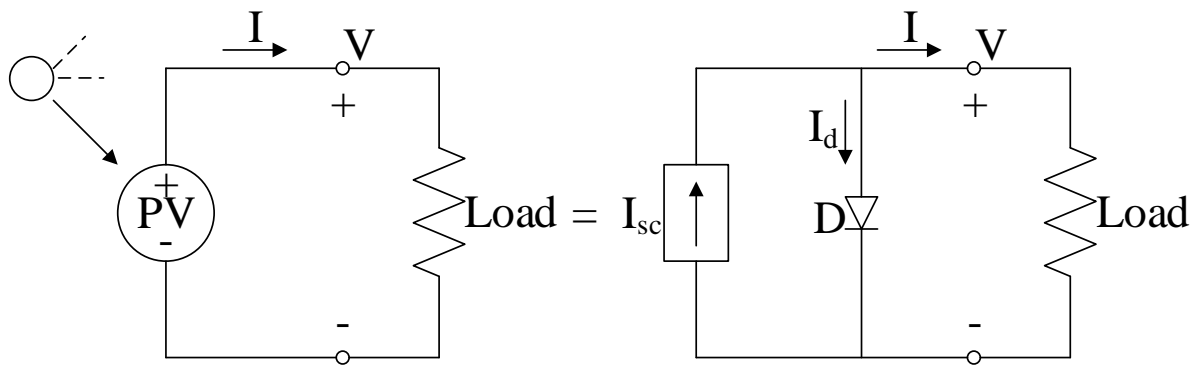 I V I V
+ +
I_d
+
PV Load = I_sc D Load
-
- -